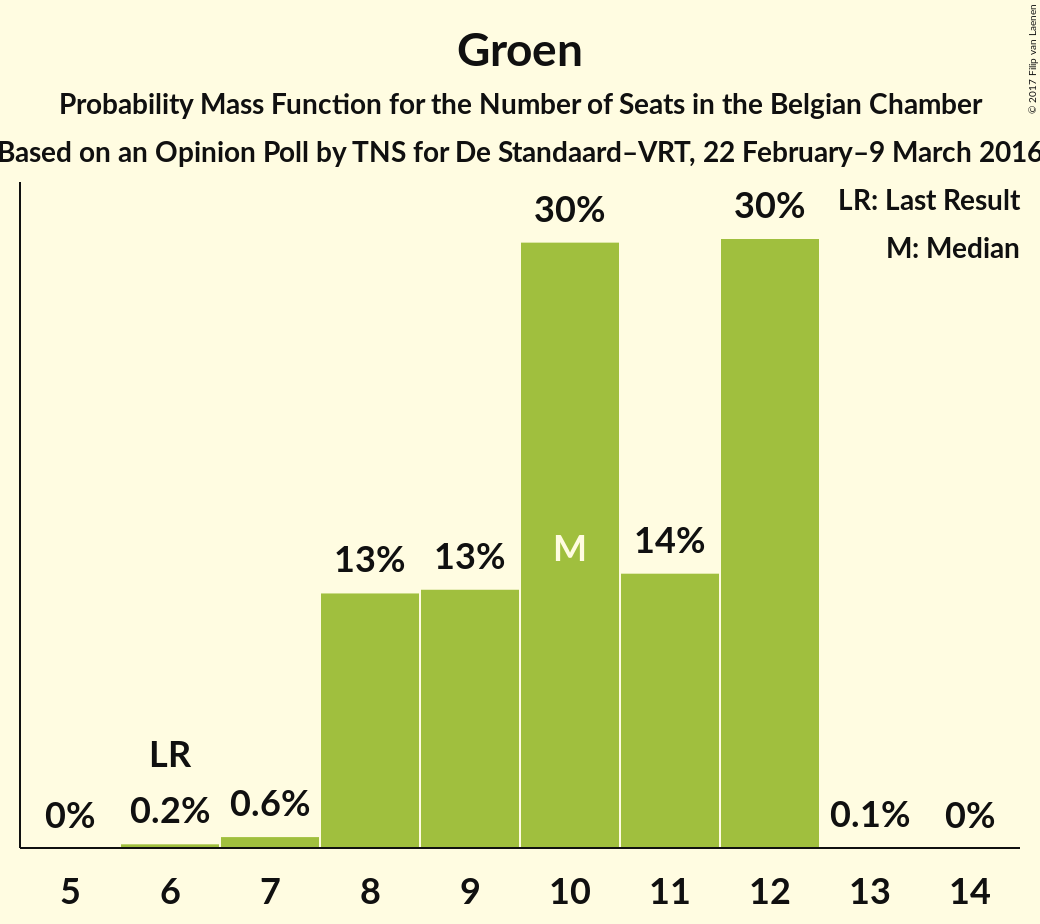 Groen
Probability Mass Function for the Number of Seats in the Belgian Chamber
Based on an Opinion Poll by TNS for De Standaard–VRT, 22 February–9 March 2016
© 2017 Filip van Laenen
LR: Last Result
M: Median
0%
LR
0.2%
0.6%
13%
13%
30%
M
14%
30%
0.1%
0%
5 6 7 8 9 10 11 12 13 14